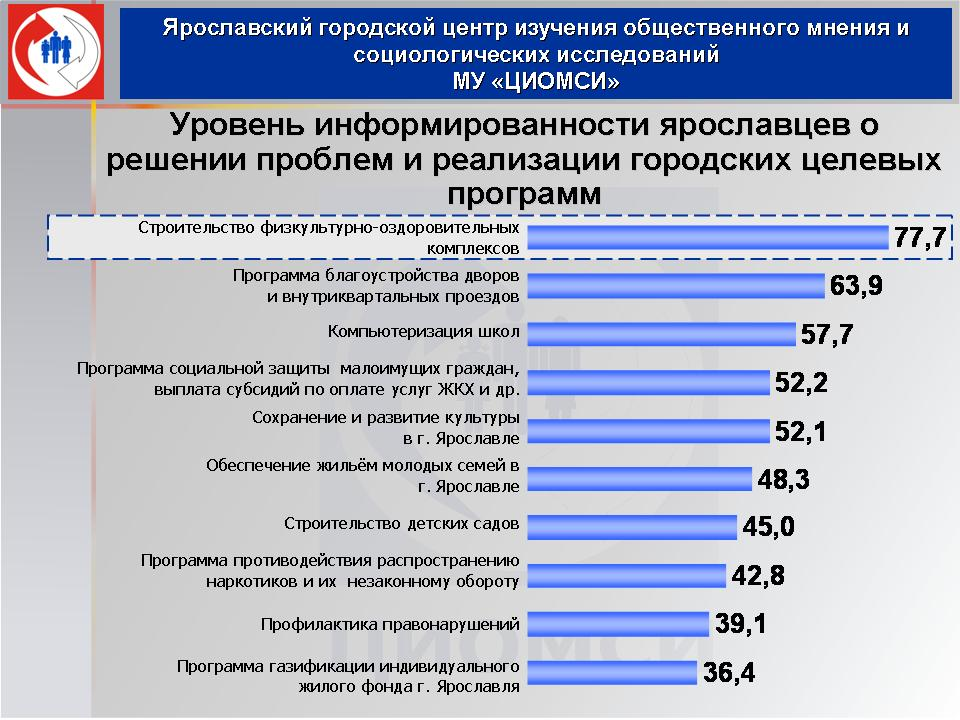 Ярославский городской центр изучения общественного мнения и
социологических исследований
МУ «ЦИОМСИ»
Уровень информированности ярославцев о
решении проблем и реализации городских целевых
программ
Строительство физкультурно-оздоровительных
комплексов
77,7
Программа благоустройства дворов
и внутриквартальных проездов
63,9
Компьютеризация школ
57,7
Программа социальной защиты малоимущих граждан,
выплата субсидий по оплате услуг ЖКХ и др.
52,2
Сохранение и развитие культуры
в г. Ярославле
52,1
Обеспечение жильём молодых семей в
г. Ярославле
48,3
Строительство детских садов
45,0
Программа противодействия распространению
наркотиков и их незаконному обороту
42,8
Профилактика правонарушений
39,1
Программа газификации индивидуального
жилого фонда г. Ярославля
36,4
ЦИОМСИ